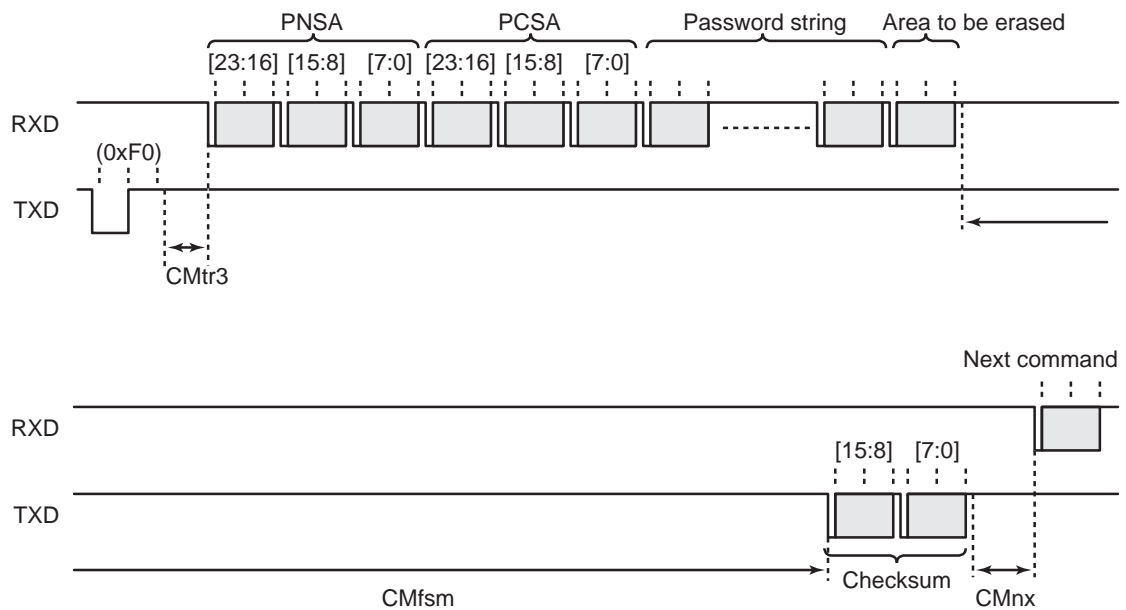 PNSA PCSA Password string Area to be erased
[23:16] [15:8] [7:0] [23:16] [15:8] [7:0]
RXD
(0xF0)
TXD
CMtr3
Next command
RXD
[15:8] [7:0]
TXD
Checksum
CMfsm CMnx